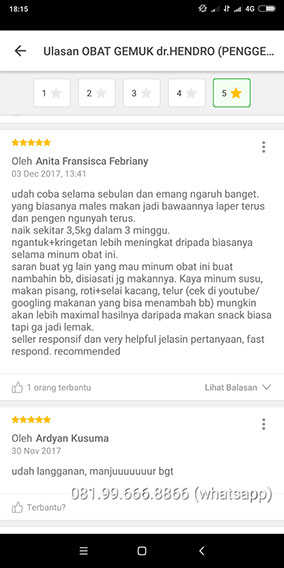 18:15
4G
Ulasan OBAT GEMUK dr.HENDRO (PENGGE...
1 2 3 4 5
Oleh Anita Fransisca Febriany
03 Dec 2017, 13:41
udah coba selama sebulan dan emang ngaruh banget.
yang biasanya males makan jadi bawaannya laper terus
dan pengen ngunyah terus.
naik sekitar 3,5kg dalam 3 minggu.
ngantuk+kringetan lebih meningkat dripada biasanya
selama minum obat ini.
saran buat yg lain yang mau minum obat ini buat
nambahin bb, disiasati jg makannya. Kaya minum susu,
makan pisang, roti+selai kacang, telur (cek di youtube/
googling makanan yang bisa menambah bb) mungkin
akan lebih maximal hasilnya daripada makan snack biasa
tapi ga jadi lemak.
seller responsif dan very helpful jelasin pertanyaan, fast
respond. recommended
1 orang terbantu
Lihat Balasan
Oleh Ardyan Kusuma
30 Nov 2017
udah langganan, manjuuuuuuur bgt
081.99.666.8866 (whatsapp)
Terbantu?